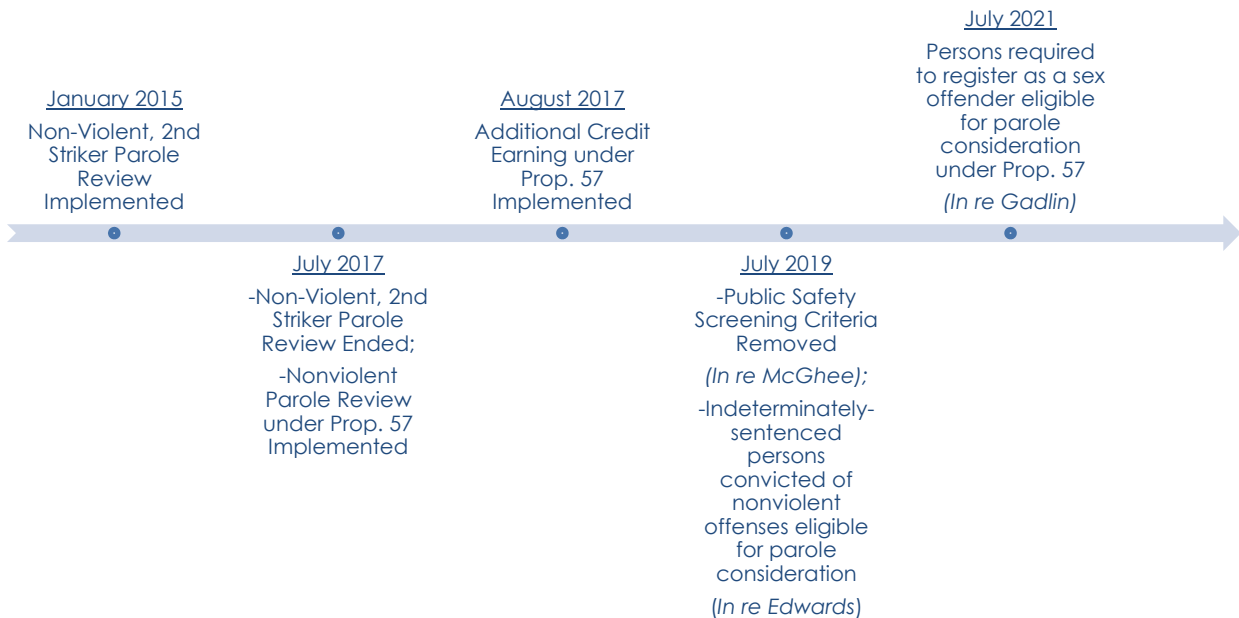 January 2015
Non-Violent, 2nd
Striker Parole
Review
Implemented
July 2017
-Non-Violent, 2nd
Striker Parole
Review Ended;
-Nonviolent
Parole Review
under Prop. 57
Implemented
August 2017
Additional Credit
Earning under
Prop. 57
Implemented
July 2019
-Public Safety
Screening Criteria
Removed
(In re McGhee);
-Indeterminately-
sentenced
persons
convicted of
nonviolent
offenses eligible
for parole
consideration
(In re Edwards)
July 2021
Persons required
to register as a sex
offender eligible
for parole
consideration
under Prop. 57
(In re Gadlin)